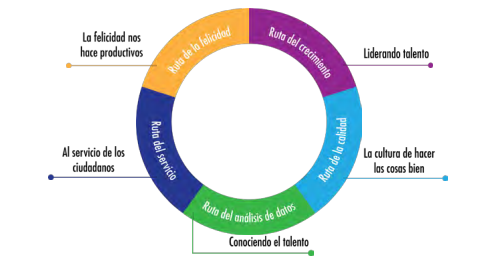 La felicidad nos
hace productivos
Ruta de la felicidad
Ruta del crecimiento
Liderando talento
Al servicio de los
ciudadanos
Ruta del servicio
Ruta de la calidad
La cultura de hacer
las cosas bien
Ruta del análisis de datos
Conociendo el talento